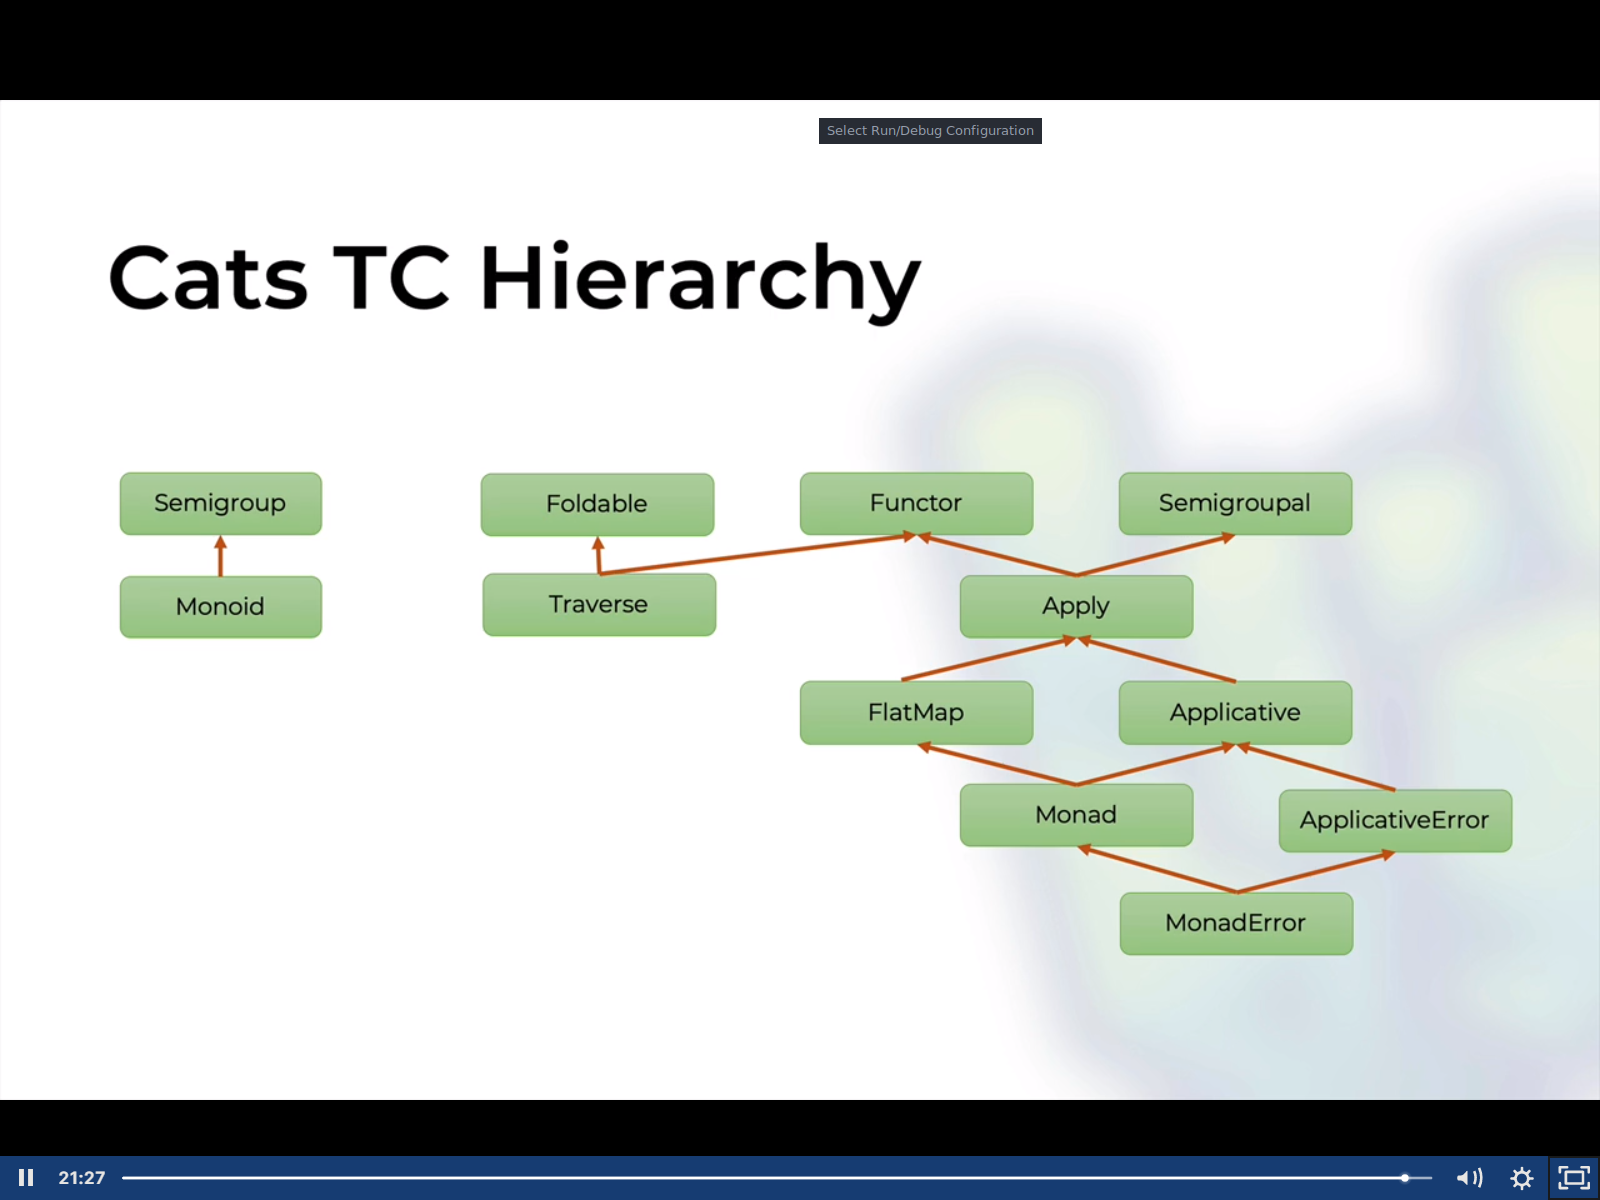 Select Run/Debug Configuration
Cats TC Hierarchy
Semigroup
Foldable
Functor
Semigroupal
Monoid
Traverse
Apply
FlatMap
Applicative
Monad
ApplicativeError
MonadError
21:27